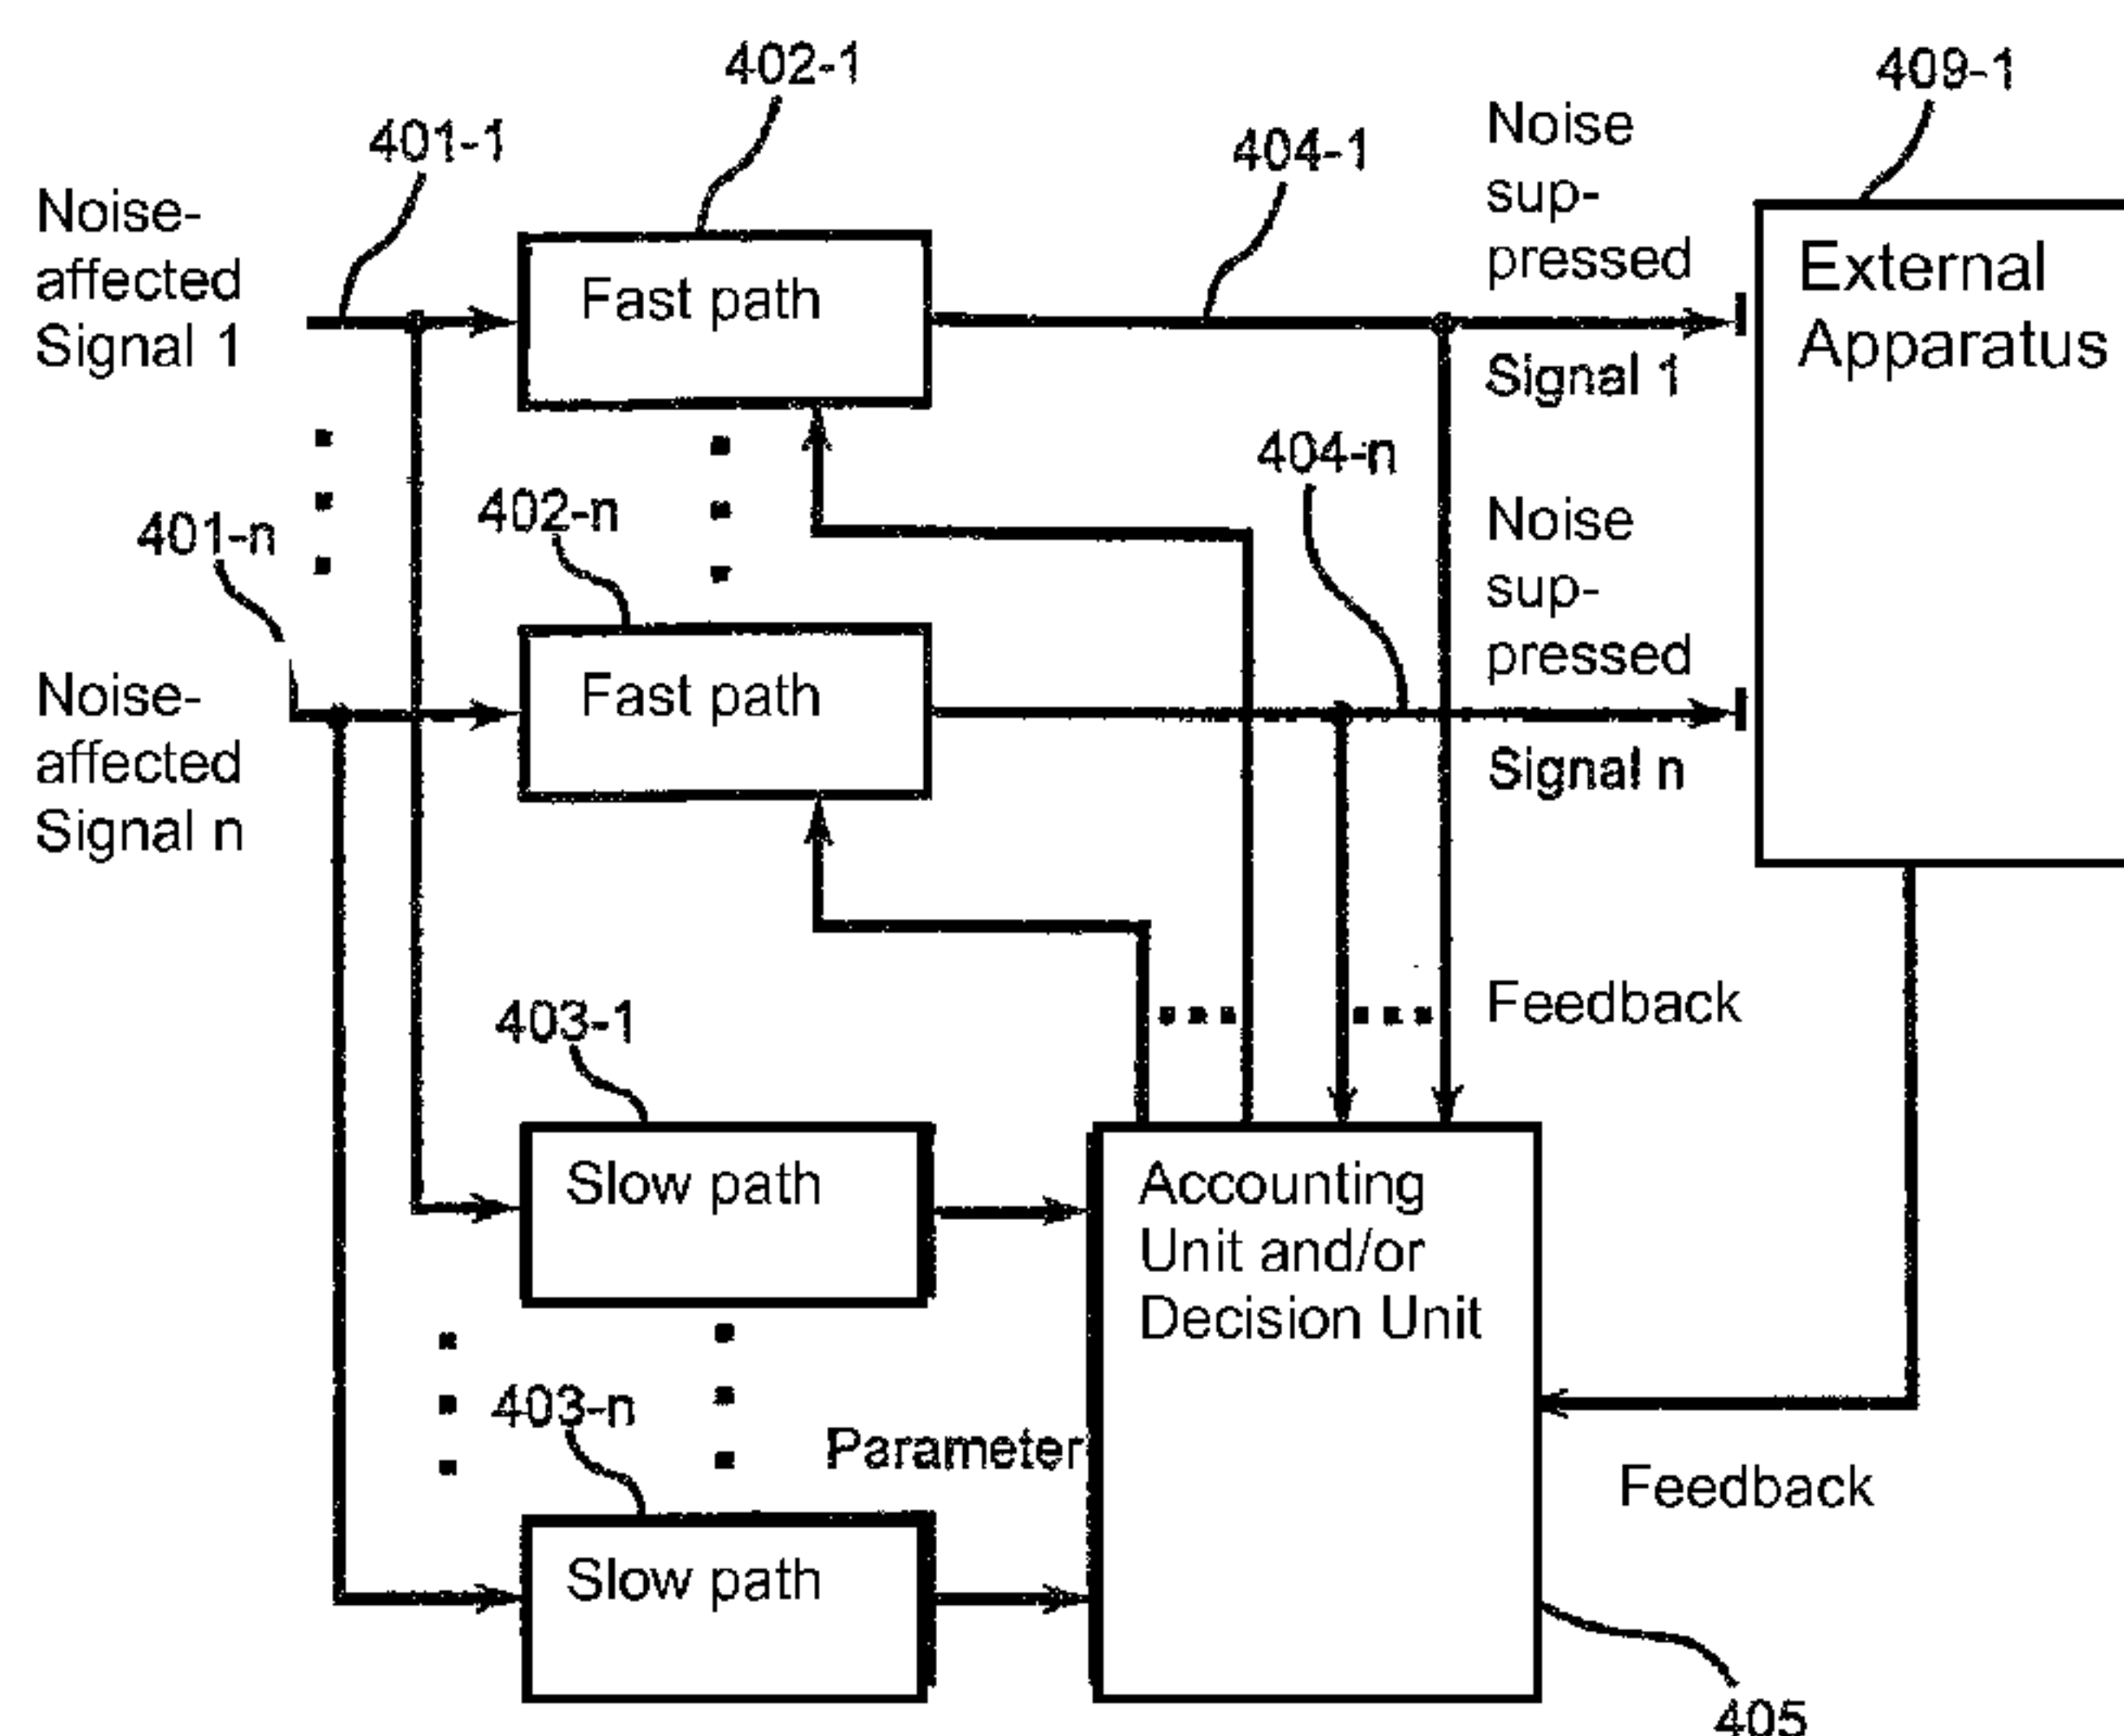 402-1
409-1
401-1
404-1
Noise
sup-
pressed
Signal 1
Noise-
affected
Signal 1
Fast path
External
Apparatus
404-n
402-n
401-n
Noise
sup-
pressed
Signal n
Noise-
affected
Signal n
Fast path
Feedback
403-1
Slow path
Accounting
Unit and/or
Decision Unit
403-n
Parameter
Feedback
Slow path
405